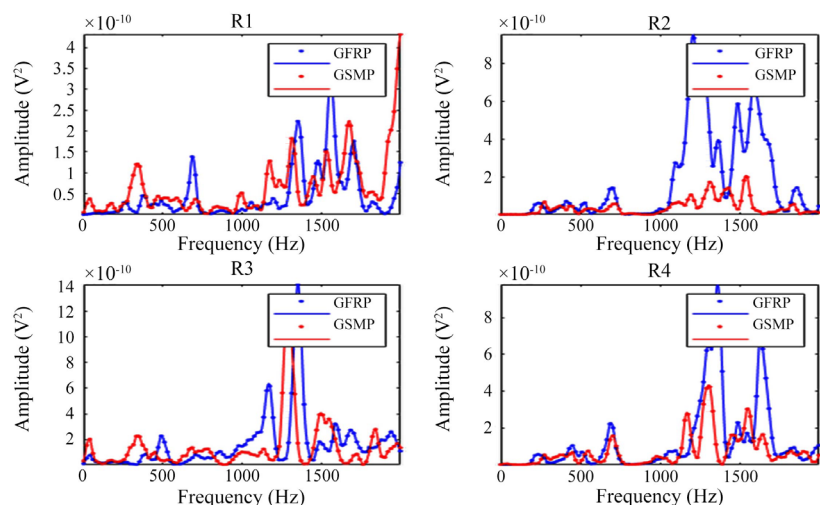 ×10⁻¹⁰ R1
Amplitude (V²)
4
3.5
3
2.5
2
1.5
1
0.5
GFRP
GSMP
0 500 1000 1500
Frequency (Hz)
×10⁻¹⁰ R2
Amplitude (V²)
8
6
4
2
GFRP
GSMP
0 500 1000 1500
Frequency (Hz)
×10⁻¹⁰ R3
Amplitude (V²)
14
12
10
8
6
4
2
GFRP
GSMP
0 500 1000 1500
Frequency (Hz)
×10⁻¹⁰ R4
Amplitude (V²)
8
6
4
2
GFRP
GSMP
0 500 1000 1500
Frequency (Hz)